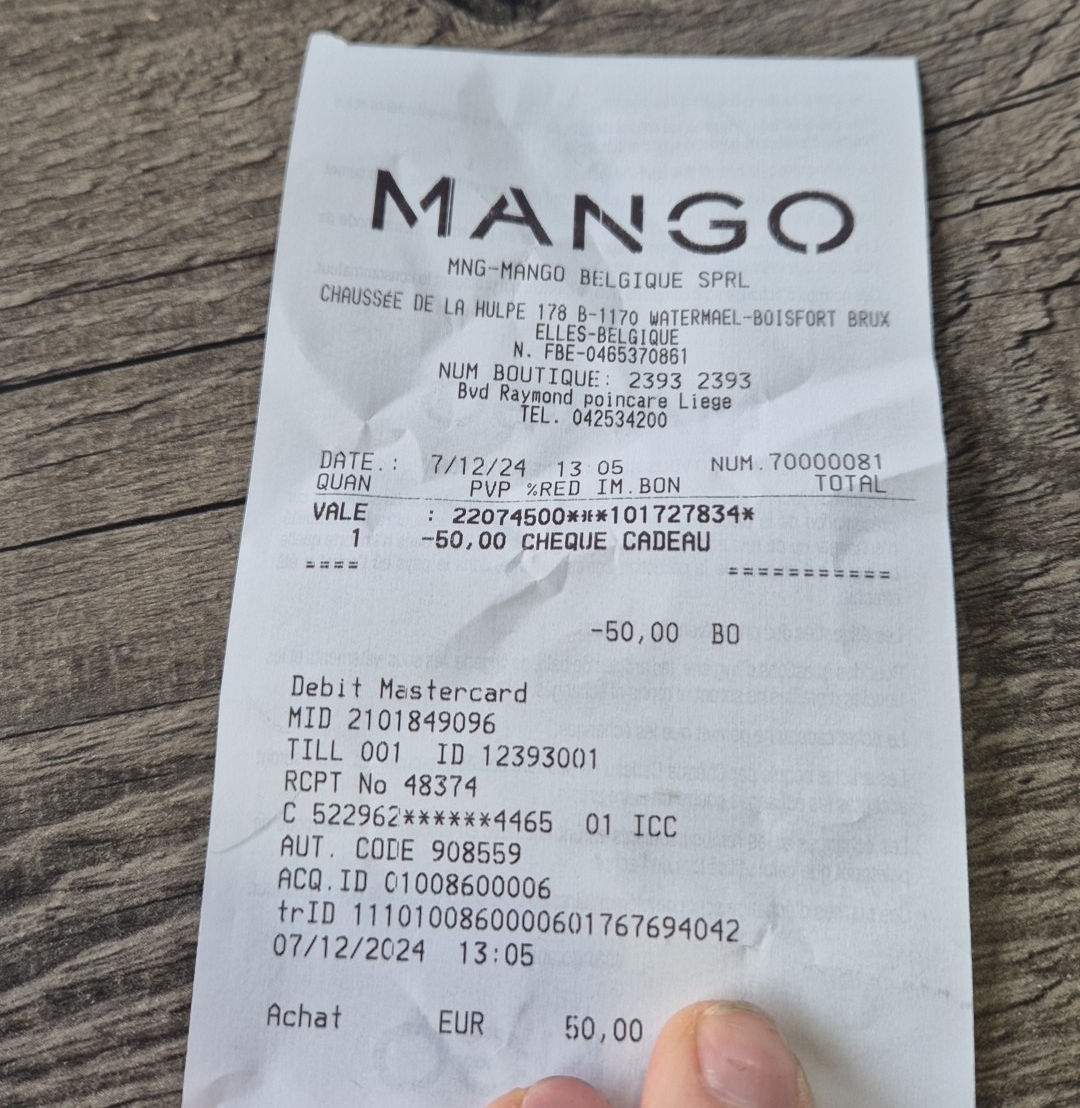 MANGO
MNG-MANGO BELGIQUE SPRL
CHAUSSÉE DE LA HULPE 178 B-1170 WATERMAEL-BOISFORT BRUX
ELLES-BELGIQUE
N. FBE-0465370861
NUM BOUTIQUE: 2393 2393
Bvd Raymond poincare Liege
TEL. 042534200
DATE.: 7/12/24 13 05 NUM.70000081
QUAN PVP %RED IM.BON TOTAL
VALE : 22074500****101727834*
1 -50,00 CHEQUE CADEAU
==== ===========
-50,00 BO
Debit Mastercard
MID 2101849096
TILL 001 ID 12393001
RCPT No 48374
C 522962******4465 01 ICC
AUT. CODE 908559
ACQ.ID 01008600006
trID 1110100860000601767694042
07/12/2024 13:05
Achat EUR 50,00